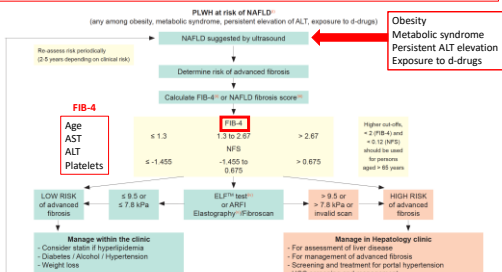 PLWH at risk of NAFLD
(any among obesity, metabolic syndrome, persistent elevation of ALT, exposure to d-drugs)
NAFLD suggested by ultrasound
Obesity
Metabolic syndrome
Persistent ALT elevation
Exposure to d-drugs
Re-assess risk periodically
(2-5 years depending on clinical risk)
Determine risk of advanced fibrosis
Calculate FIB-4 or NAFLD fibrosis score
FIB-4
Age
AST
ALT
Platelets
FIB-4
≤ 1.3 1.3 to 2.67 > 2.67
NFS
≤ -1.455 -1.455 to > 0.675
0.675
Higher cut-offs,
< 2 (FIB-4) and
< 0.12 (NFS)
should be used
for persons
aged > 65 years
LOW RISK
of advanced
fibrosis
≤ 9.5 or
≤ 7.8 kPa
ELF™ test
or ARFI
Elastography /Fibroscan
> 9.5 or
> 7.8 kPa or
invalid scan
HIGH RISK
of advanced
fibrosis
Manage within the clinic
- Consider statin if hyperlipidemia
- Diabetes / Alcohol / Hypertension
- Weight loss
Manage in Hepatology clinic
- For assessment of liver disease
- For management of advanced fibrosis
- Screening and treatment for portal hypertension